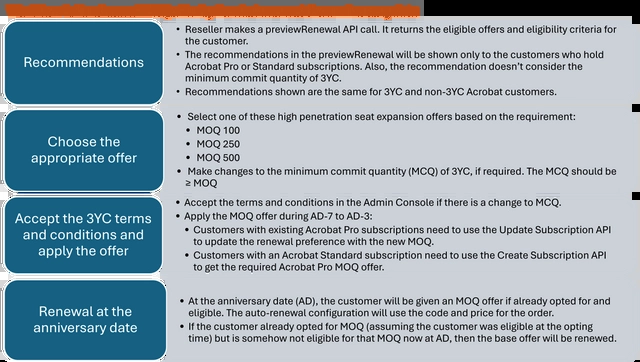 Recommendations
• Reseller makes a previewRenewal API call. It returns the eligible offers and eligibility criteria for
the customer.
• The recommendations in the previewRenewal will be shown only to the customers who hold
Acrobat Pro or Standard subscriptions. Also, the recommendation doesn't consider the
minimum commit quantity of 3YC.
• Recommendations shown are the same for 3YC and non-3YC Acrobat customers.
Choose the
appropriate offer
• Select one of these high penetration seat expansion offers based on the requirement:
• MOQ 100
• MOQ 250
• MOQ 500
• Make changes to the minimum commit quantity (MCQ) of 3YC, if required. The MCQ should be
≥ MOQ
Accept the 3YC terms
and conditions and
apply the offer
• Accept the terms and conditions in the Admin Console if there is a change to MCQ.
• Apply the MOQ offer during AD-7 to AD-3:
• Customers with existing Acrobat Pro subscriptions need to use the Update Subscription API
to update the renewal preference with the new MOQ.
• Customers with an Acrobat Standard subscription need to use the Create Subscription API
to get the required Acrobat Pro MOQ offer.
Renewal at the
anniversary date
• At the anniversary date (AD), the customer will be given an MOQ offer if already opted for and
eligible. The auto-renewal configuration will use the code and price for the order.
• If the customer already opted for MOQ (assuming the customer was eligible at the opting
time) but is somehow not eligible for that MOQ now at AD, then the base offer will be renewed.